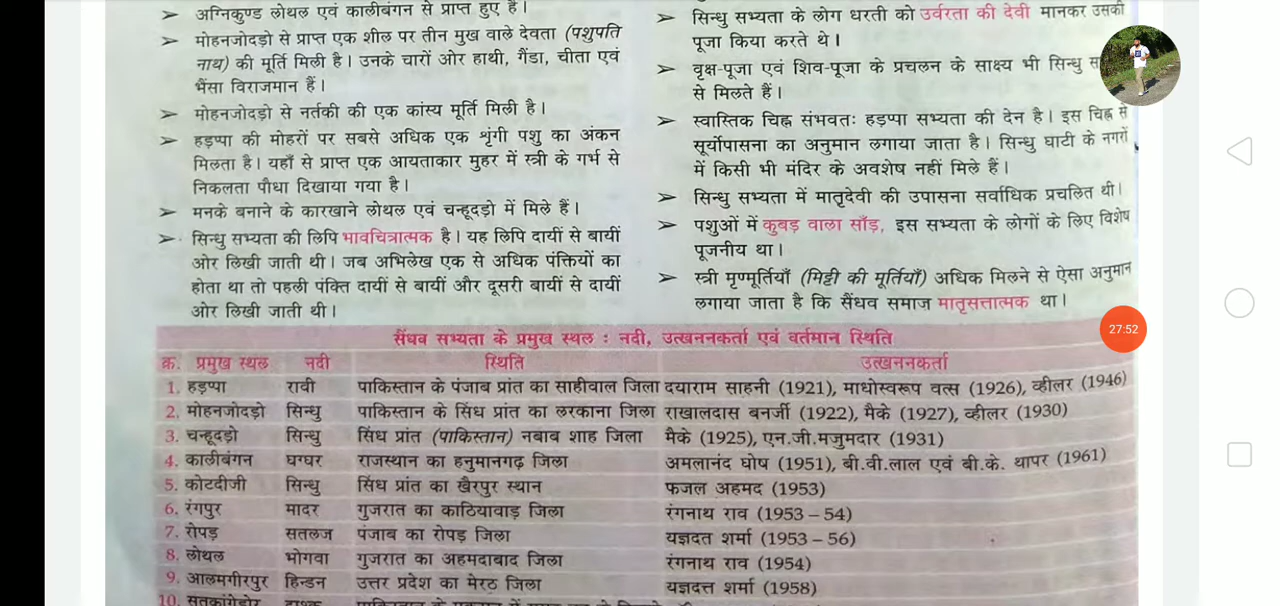 अग्निकुण्ड लोथल एवं कालीबंगन से प्राप्त हुए हैं।
➢ मोहनजोदड़ो से प्राप्त एक शील पर तीन मुख वाले देवता (पशुपति
नाथ) की मूर्ति मिली है। उनके चारों ओर हाथी, गैंडा, चीता एवं
भैंसा विराजमान हैं।
➢ मोहनजोदड़ो से नर्तकी की एक कांस्य मूर्ति मिली है।
➢ हड़प्पा की मोहरों पर सबसे अधिक एक शृंगी पशु का अंकन
मिलता है। यहाँ से प्राप्त एक आयताकार मुहर में स्त्री के गर्भ से
निकलता पौधा दिखाया गया है।
➢ मनके बनाने के कारखाने लोथल एवं चन्हूदड़ो में मिले हैं।
➢ सिन्धु सभ्यता की लिपि भावचित्रात्मक है। यह लिपि दायीं से बायीं
ओर लिखी जाती थी। जब अभिलेख एक से अधिक पंक्तियों का
होता था तो पहली पंक्ति दायीं से बायीं और दूसरी बायीं से दायीं
ओर लिखी जाती थी।
➢ सिन्धु सभ्यता के लोग धरती को उर्वरता की देवी मानकर उसकी
पूजा किया करते थे।
➢ वृक्ष-पूजा एवं शिव-पूजा के प्रचलन के साक्ष्य भी सिन्धु
से मिलते हैं।
➢ स्वास्तिक चिह्न संभवतः हड़प्पा सभ्यता की देन है। इस चिह्न से
सूर्योपासना का अनुमान लगाया जाता है। सिन्धु घाटी के नगरों
में किसी भी मंदिर के अवशेष नहीं मिले हैं।
➢ सिन्धु सभ्यता में मातृदेवी की उपासना सर्वाधिक प्रचलित थी।
➢ पशुओं में कुबड़ वाला साँड़, इस सभ्यता के लोगों के लिए विशेष
पूजनीय था।
➢ स्त्री मृण्मूर्तियाँ (मिट्टी की मूर्तियाँ) अधिक मिलने से ऐसा अनुमान
लगाया जाता है कि सैंधव समाज मातृसत्तात्मक था।
27:52
सैंधव सभ्यता के प्रमुख स्थल : नदी, उत्खननकर्ता एवं वर्तमान स्थिति
क्र. प्रमुख स्थल नदी स्थिति उत्खननकर्ता
1. हड़प्पा रावी पाकिस्तान के पंजाब प्रांत का साहीवाल जिला दयाराम साहनी (1921), माधोस्वरूप वत्स (1926), व्हीलर (1946)
2. मोहनजोदड़ो सिन्धु पाकिस्तान के सिंध प्रांत का लरकाना जिला राखालदास बनर्जी (1922), मैके (1927), व्हीलर (1930)
3. चन्हूदड़ो सिन्धु सिंध प्रांत (पाकिस्तान) नबाब शाह जिला मैके (1925), एन.जी.मजुमदार (1931)
4. कालीबंगन घग्घर राजस्थान का हनुमानगढ़ जिला अमलानंद घोष (1951), बी.वी.लाल एवं बी.के. थापर (1961)
5. कोटदीजी सिन्धु सिंध प्रांत का खैरपुर स्थान फजल अहमद (1953)
6. रंगपुर मादर गुजरात का काठियावाड़ जिला रंगनाथ राव (1953–54)
7. रोपड़ सतलज पंजाब का रोपड़ जिला यज्ञदत शर्मा (1953–56)
8. लोथल भोगवा गुजरात का अहमदाबाद जिला रंगनाथ राव (1954)
9. आलमगीरपुर हिन्डन उत्तर प्रदेश का मेरठ जिला यज्ञदत्त शर्मा (1958)
10.